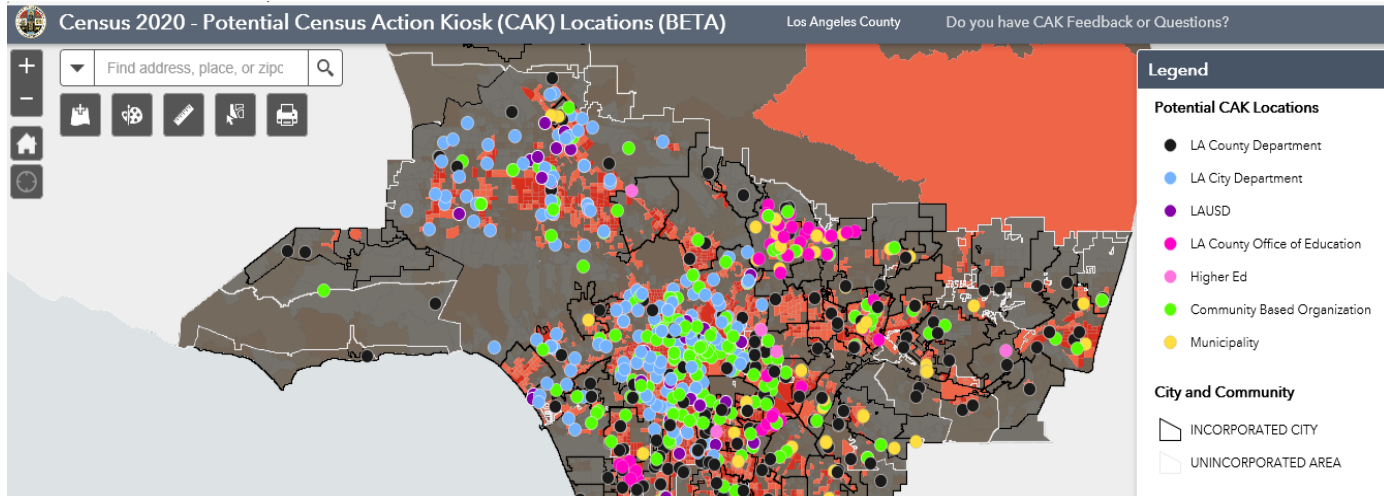 Census 2020 - Potential Census Action Kiosk (CAK) Locations (BETA)
Los Angeles County
Do you have CAK Feedback or Questions?
Find address, place, or zipc
Legend
Potential CAK Locations
LA County Department
LA City Department
LAUSD
LA County Office of Education
Higher Ed
Community Based Organization
Municipality
City and Community
INCORPORATED CITY
UNINCORPORATED AREA